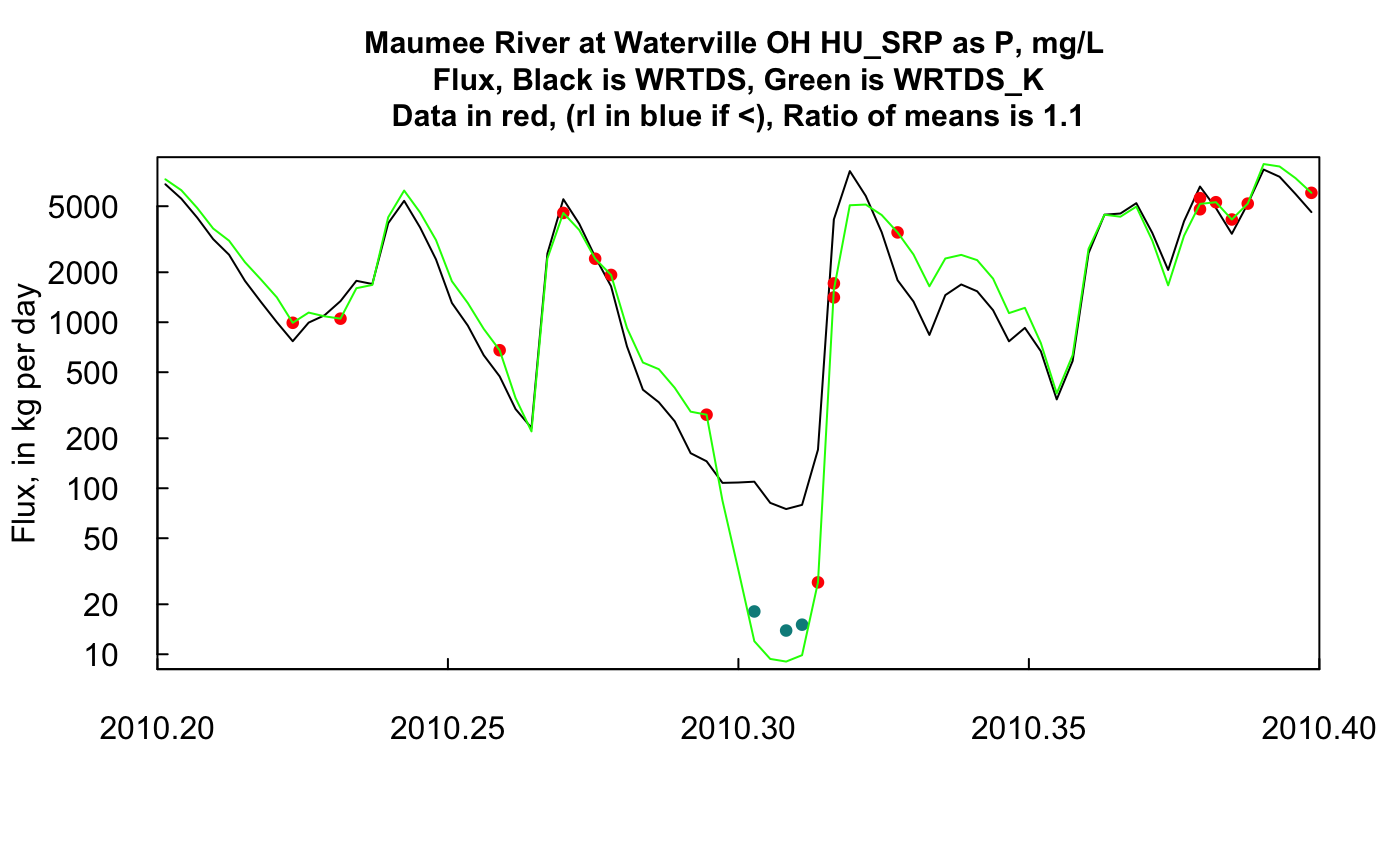 Maumee River at Waterville OH HU_SRP as P, mg/L
Flux, Black is WRTDS, Green is WRTDS_K
Data in red, (rl in blue if <), Ratio of means is 1.1
Flux, in kg per day
5000
2000
1000
500
200
100
50
20
10
2010.20 2010.25 2010.30 2010.35 2010.40